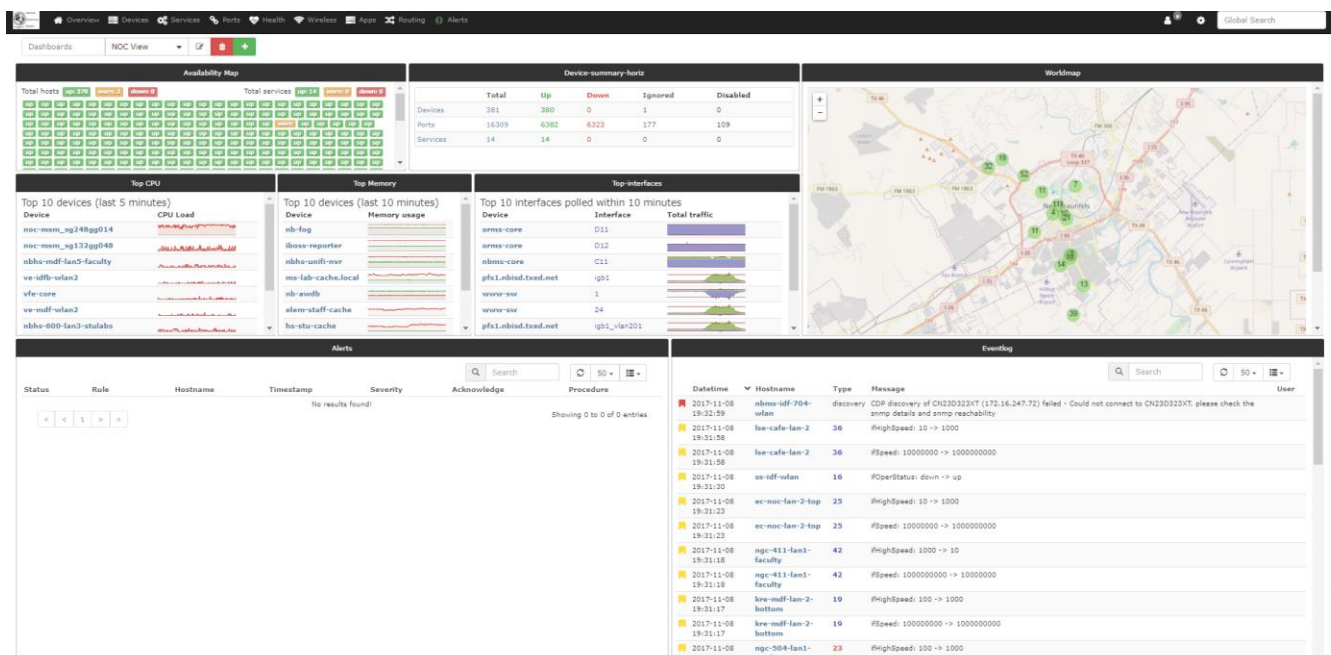 Overview Devices Services Ports Health Wireless Apps Routing Alerts
Global Search
Dashboards NOC View
Availability Map
Total hosts up: 378 warn: 2 down: 0 Total services up: 14 warn: 0 down: 0
Device-summary-horiz
Total Up Down Ignored Disabled
Devices 381 380 0 1 0
Ports 16309 6382 6323 177 109
Services 14 14 0 0 0
Worldmap
+
−
Top CPU
Top 10 devices (last 5 minutes)
Device CPU Load
noc-msm_sg248gg014
noc-msm_sg132gg048
nbhs-mdf-lan5-faculty
ve-idfb-wlan2
vfe-core
ve-mdf-wlan2
nbhs-600-lan3-stulabs
Top Memory
Top 10 devices (last 10 minutes)
Device Memory usage
nb-fog
iboss-reporter
nbhs-unifi-nvr
ms-lab-cache.local
nb-awdb
elem-staff-cache
hs-stu-cache
Top-interfaces
Top 10 interfaces polled within 10 minutes
Device Interface Total traffic
orms-core D11
orms-core D12
nbms-core C11
pfs1.nbisd.txed.net igb1
www-sw 1
www-sw 24
pfs1.nbisd.txed.net igb1_vlan201
Alerts
Search 50
Status Rule Hostname Timestamp Severity Acknowledge Procedure
No results found!
« < 1 > »
Showing 0 to 0 of 0 entries
Eventlog
Search 50
Datetime Hostname Type Message User
2017-11-08 nbms-idf-704- discovery CDP discovery of CN23D323XT (172.16.247.72) failed - Could not connect to CN23D323XT, please check the
19:32:59 wlan snmp details and snmp reachability
2017-11-08 lse-cafe-lan-2 36 ifHighSpeed: 10 -> 1000
19:31:58
2017-11-08 lse-cafe-lan-2 36 ifSpeed: 10000000 -> 1000000000
19:31:58
2017-11-08 ss-idf-wlan 16 ifOperStatus: down -> up
19:31:30
2017-11-08 ec-noc-lan-2-top 25 ifHighSpeed: 10 -> 1000
19:31:23
2017-11-08 ec-noc-lan-2-top 25 ifSpeed: 10000000 -> 1000000000
19:31:23
2017-11-08 ngc-411-lan1- 42 ifHighSpeed: 1000 -> 10
19:31:18 faculty
2017-11-08 ngc-411-lan1- 42 ifSpeed: 1000000000 -> 10000000
19:31:18 faculty
2017-11-08 kre-mdf-lan-2- 19 ifHighSpeed: 100 -> 1000
19:31:17 bottom
2017-11-08 kre-mdf-lan-2- 19 ifSpeed: 100000000 -> 1000000000
19:31:17 bottom
2017-11-08 ngc-504-lan1- 23 ifHighSpeed: 100 -> 1000